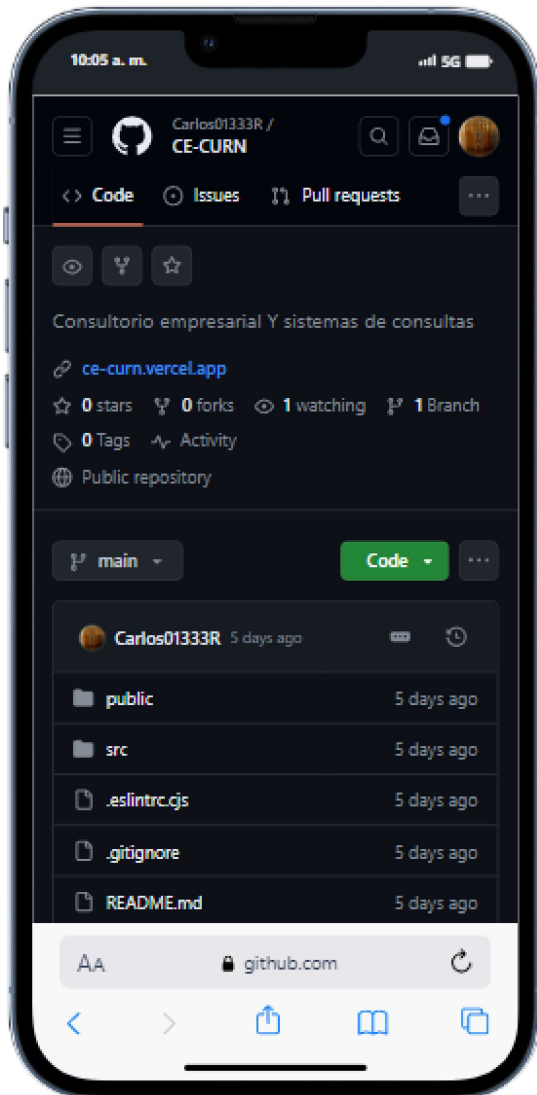 10:05 a. m. 5G
Carlos01333R /
CE-CURN
Code Issues Pull requests
Consultorio empresarial Y sistemas de consultas
ce-curn.vercel.app
0 stars 0 forks 1 watching 1 Branch
0 Tags Activity
Public repository
main Code
Carlos01333R 5 days ago
public 5 days ago
src 5 days ago
.eslintrc.cjs 5 days ago
.gitignore 5 days ago
README.md 5 days ago
AA github.com